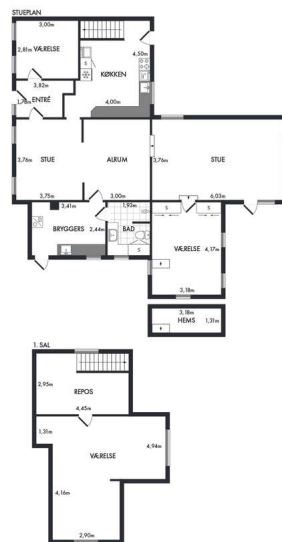 STUEPLAN
3,00m
2,81m VÆRELSE
4,50m
KØKKEN
S
3,82m
ENTRÉ
1,78m
4,00m
3,76m
STUE
ALRUM
3,76m
STUE
3,75m
3,00m
6,03m
3,41m
1,92m
S
S
BRYGGERS
2,44m
BAD
VÆRELSE
4,17m
S
3,18m
3,18m
HEMS
1,31m
1. SAL
2,95m
REPOS
4,45m
1,31m
4,94m
VÆRELSE
4,16m
2,90m